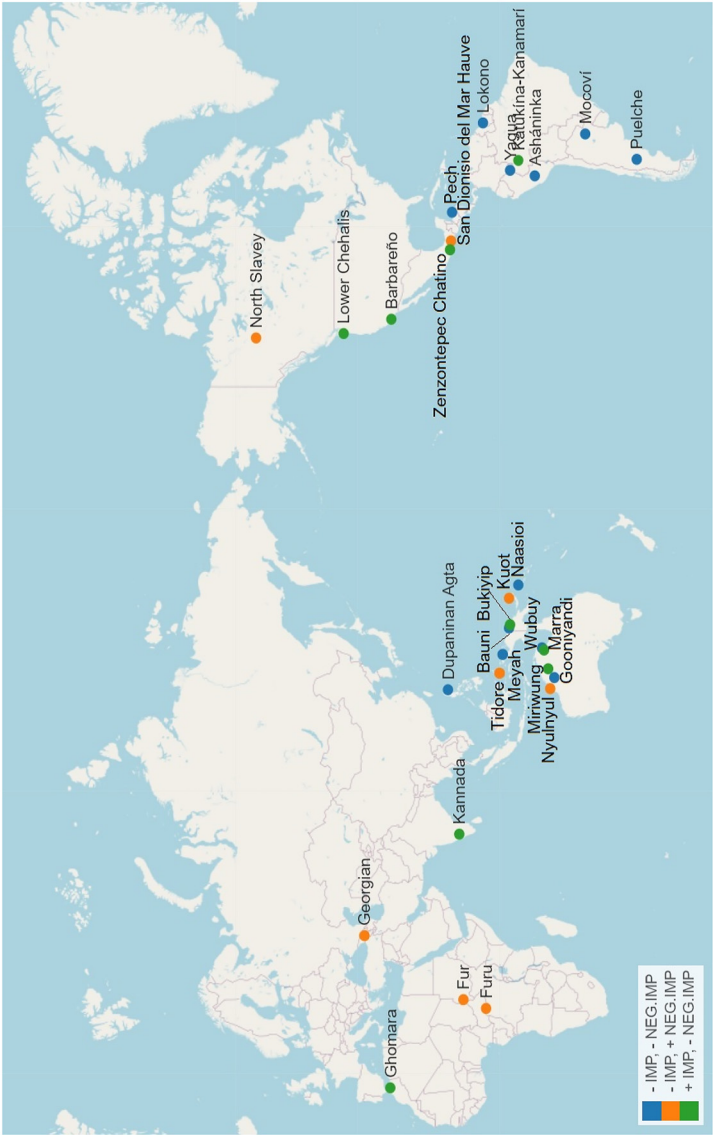 North Slavey
Lower Chehalis
Barbareño
Zenzontepec Chatino
San Dionisio del Mar Hauve
Pech
Lokono
Yagua
Katukina-Kanamarí
Asháninka
Mocoví
Puelche
Ghomara
Fur
Furu
Georgian
Kannada
Dupaninan Agta
Tidore
Meyah
Bauni
Bukiyip
Kuot
Naasioi
Nyulnyul
Miriwung
Wubuy
Marra
Gooniyandi
- IMP, - NEG.IMP
- IMP, + NEG.IMP
+ IMP, - NEG.IMP